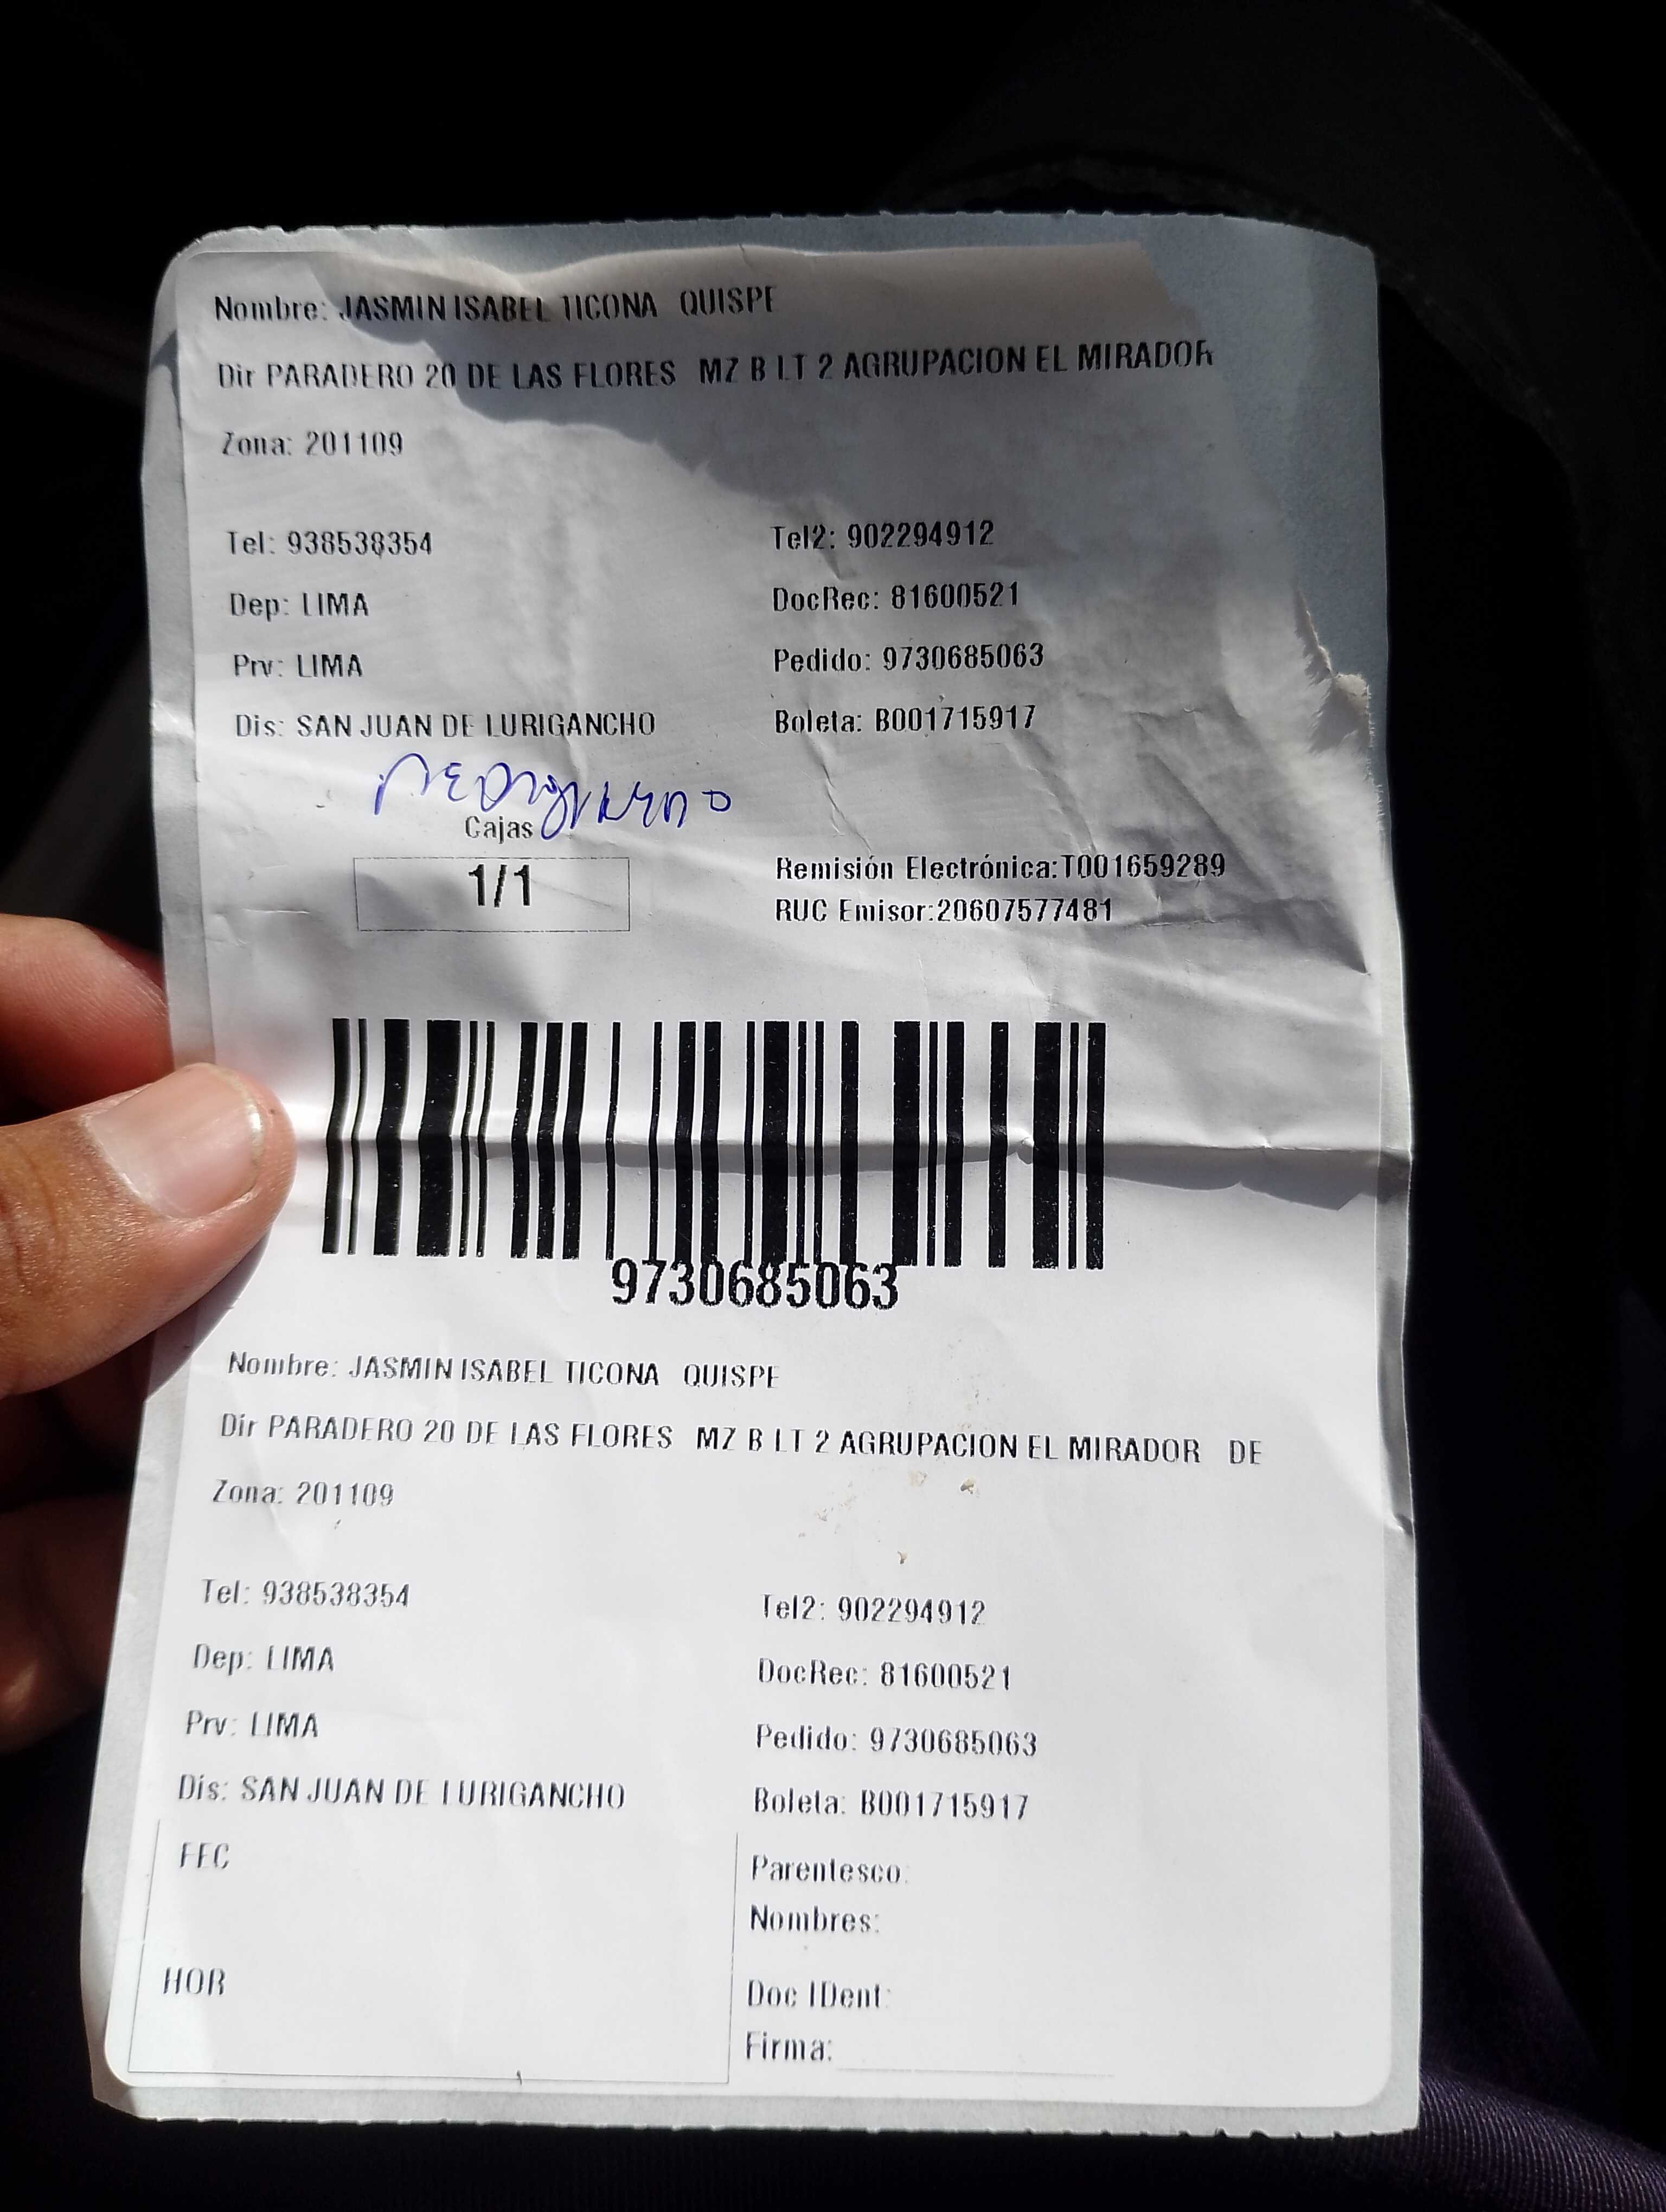 Nombre: JASMIN ISABEL TICONA QUISPE
Dir PARADERO 20 DE LAS FLORES MZ B LT 2 AGRUPACION EL MIRADOR
Zona: 201109
Tel: 938538354 Tel2: 902294912
Dep: LIMA DocRec: 81600521
Prv: LIMA Pedido: 9730685063
Dis: SAN JUAN DE LURIGANCHO Boleta: B001715917
Cajas
1/1
Remisión Electrónica:T001659289
RUC Emisor:20607577481
9730685063
Nombre: JASMIN ISABEL TICONA QUISPE
Dir PARADERO 20 DE LAS FLORES MZ B LT 2 AGRUPACION EL MIRADOR DE
Zona: 201109
Tel: 938538354 Tel2: 902294912
Dep: LIMA DocRec: 81600521
Prv: LIMA Pedido: 9730685063
Dis: SAN JUAN DE LURIGANCHO Boleta: B001715917
FEC
Parentesco:
Nombres:
HOR
Doc IDent:
Firma: